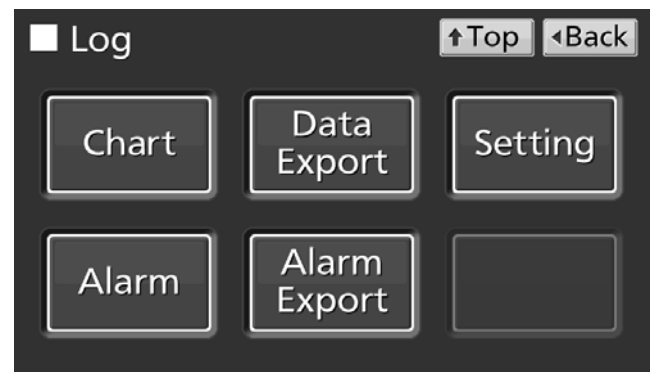 Log
↑Top
◂Back
Chart
Data
Export
Setting
Alarm
Alarm
Export